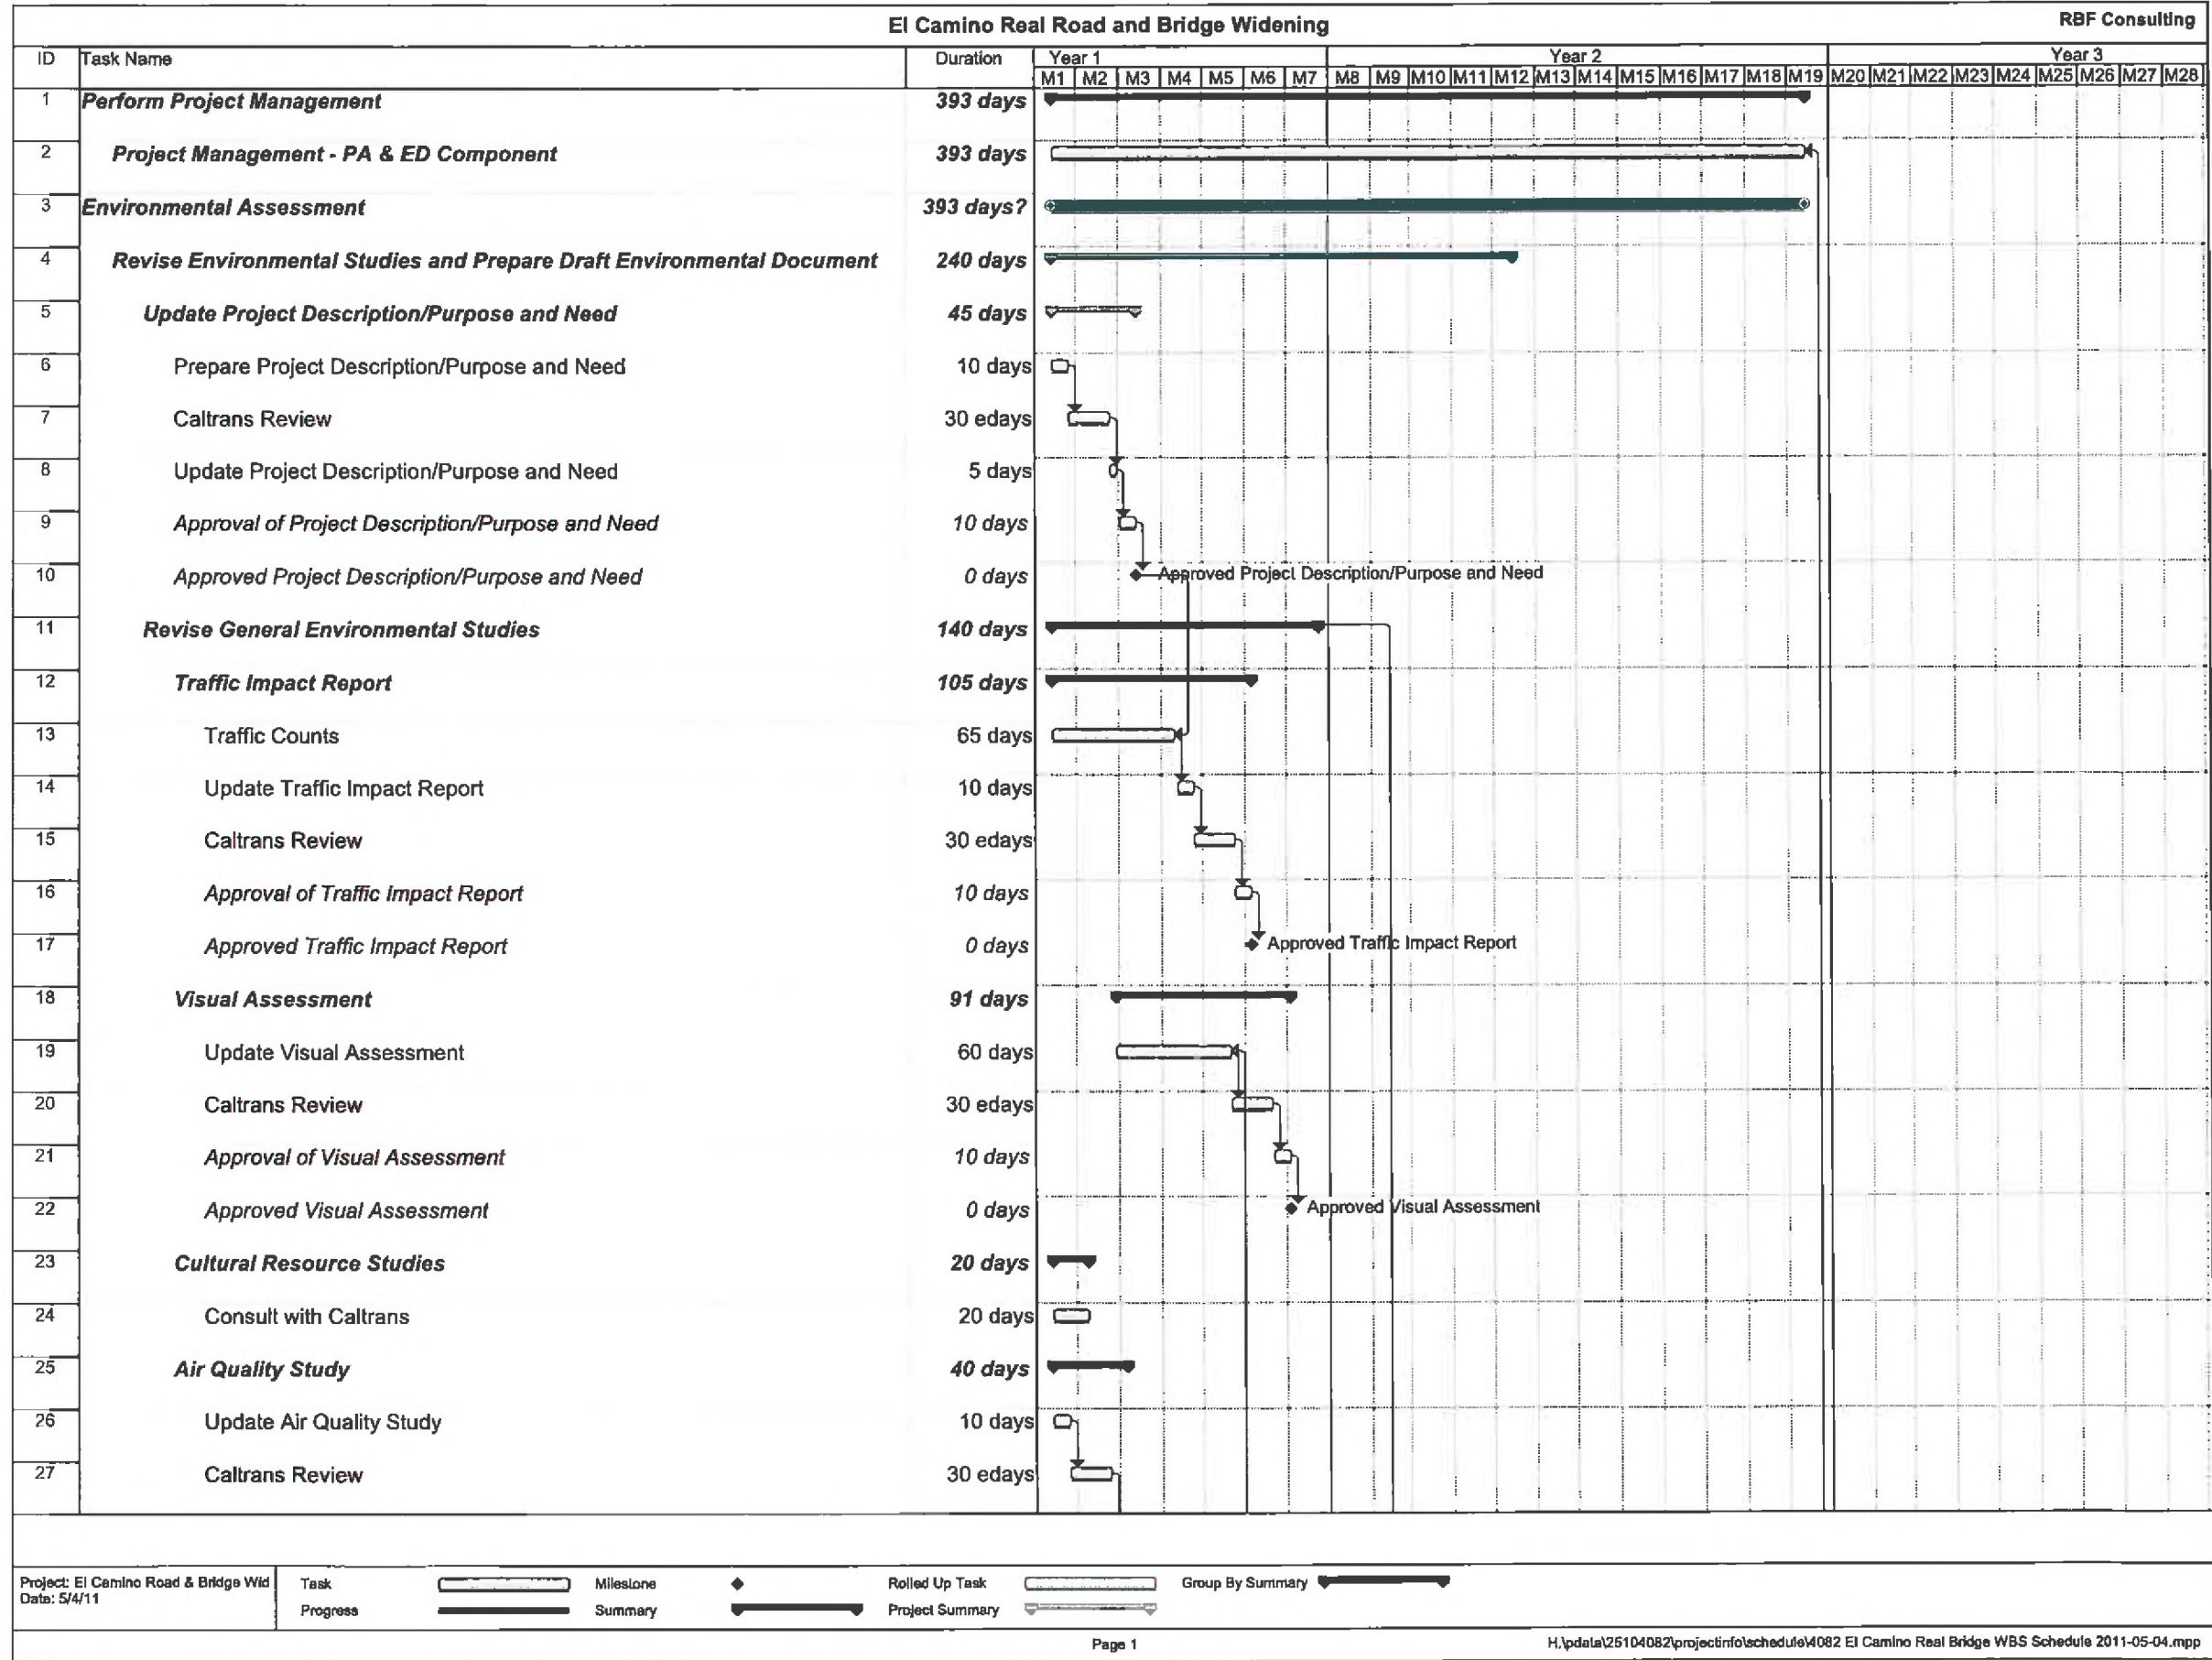 El Camino Real Road and Bridge Widening
RBF Consulting
ID Task Name Duration Year 1 Year 2 Year 3
M1 M2 M3 M4 M5 M6 M7 M8 M9 M10 M11 M12 M13 M14 M15 M16 M17 M18 M19 M20 M21 M22 M23 M24 M25 M26 M27 M28
1 Perform Project Management 393 days
2 Project Management - PA & ED Component 393 days
3 Environmental Assessment 393 days?
4 Revise Environmental Studies and Prepare Draft Environmental Document 240 days
5 Update Project Description/Purpose and Need 45 days
6 Prepare Project Description/Purpose and Need 10 days
7 Caltrans Review 30 edays
8 Update Project Description/Purpose and Need 5 days
9 Approval of Project Description/Purpose and Need 10 days
10 Approved Project Description/Purpose and Need 0 days Approved Project Description/Purpose and Need
11 Revise General Environmental Studies 140 days
12 Traffic Impact Report 105 days
13 Traffic Counts 65 days
14 Update Traffic Impact Report 10 days
15 Caltrans Review 30 edays
16 Approval of Traffic Impact Report 10 days
17 Approved Traffic Impact Report 0 days Approved Traffic Impact Report
18 Visual Assessment 91 days
19 Update Visual Assessment 60 days
20 Caltrans Review 30 edays
21 Approval of Visual Assessment 10 days
22 Approved Visual Assessment 0 days Approved Visual Assessment
23 Cultural Resource Studies 20 days
24 Consult with Caltrans 20 days
25 Air Quality Study 40 days
26 Update Air Quality Study 10 days
27 Caltrans Review 30 edays
Project: El Camino Road & Bridge Wid
Date: 5/4/11
Task Milestone Rolled Up Task Group By Summary
Progress Summary Project Summary
Page 1
H:\pdata\25104082\projectinfo\schedule\4082 El Camino Real Bridge WBS Schedule 2011-05-04.mpp